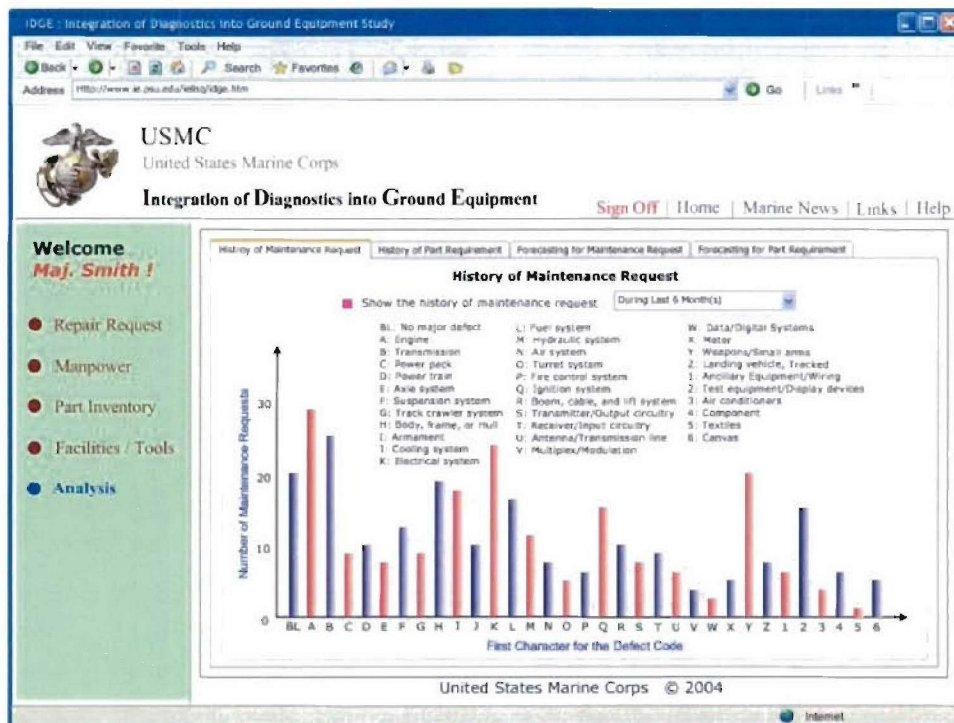 IDGE : Integration of Diagnostics Into Ground Equipment Study
File Edit View Favorite Tools Help
Back Search Favorites
Address Http://www.ie.psu.edu/ielsq/idge.htm Go Links "
USMC
United States Marine Corps
Integration of Diagnostics into Ground Equipment
Sign Off | Home | Marine News | Links | Help
Welcome
Maj. Smith !
Repair Request
Manpower
Part Inventory
Facilities / Tools
Analysis
Histroy of Maintenance Request History of Part Requirement Forecasting for Maintenance Request Forecasting for Part Requirement
History of Maintenance Request
Show the history of maintenance request During Last 6 Month(s)
BL: No major defect
A: Engine
B: Transmission
C: Power pack
D: Power train
E: Axle system
F: Suspension system
G: Track crawler system
H: Body, frame, or hull
I: Armament
I: Cooling system
K: Electrical system
L: Fuel system
M: Hydraulic system
N: Air system
O: Turret system
P: Fire control system
Q: Ignition system
R: Boom, cable, and lift system
S: Transmitter/Output circuitry
T: Receiver/Input circuitry
U: Antenna/Transmission line
V: Multiplex/Modulation
W: Data/Digital Systems
X: Meter
Y: Weapons/Small arms
Z: Landing vehicle, Tracked
1: Ancillary Equipment/Wiring
2: Test equipment/Display devices
3: Air conditioners
4: Component
5: Textiles
6: Canvas
Number of Maintenance Requests
30
20
10
0
BL A B C D E F G H I J K L M N O P Q R S T U V W X Y Z 1 2 3 4 5 6
First Character for the Defect Code
United States Marine Corps © 2004
Internet